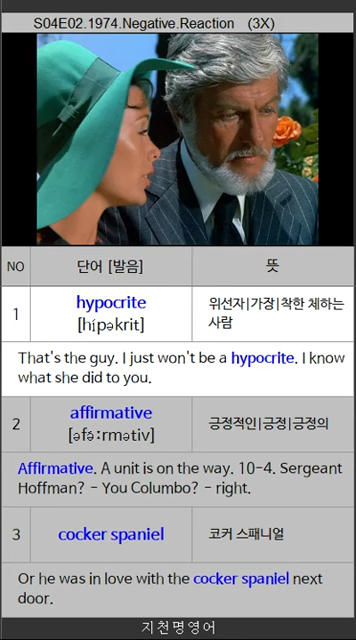 S04E02.1974.Negative.Reaction (3X)
NO 단어 [발음] 뜻
1 hypocrite 위선자|가장|착한 체하는
[hípəkrit] 사람
That's the guy. I just won't be a hypocrite. I know
what she did to you.
2 affirmative 긍정적인|긍정|긍정의
[əfə́ːrmətiv]
Affirmative. A unit is on the way. 10-4. Sergeant
Hoffman? - You Columbo? - right.
3 cocker spaniel 코커 스패니얼
Or he was in love with the cocker spaniel next
door.
지천명영어